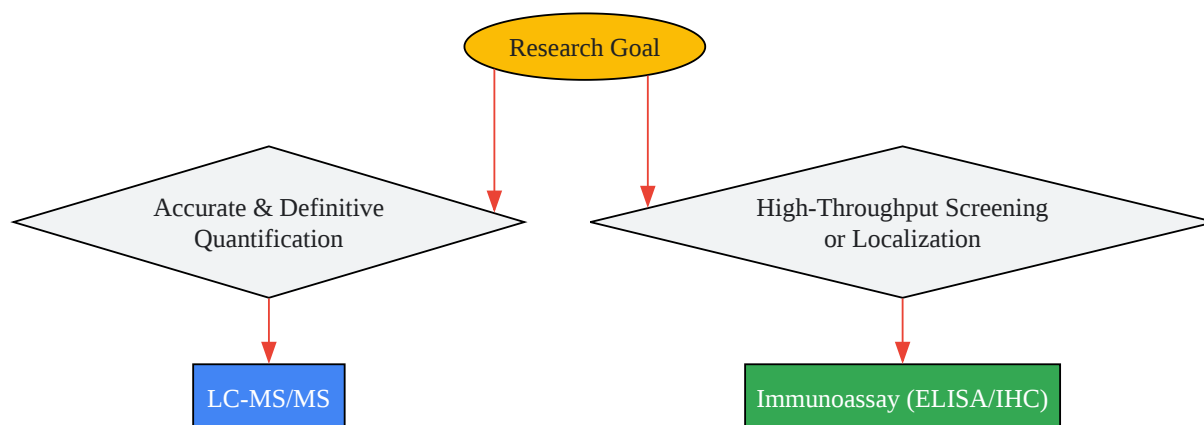 Research Goal
Accurate & Definitive
Quantification
High-Throughput Screening
or Localization
LC-MS/MS
Immunoassay (ELISA/IHC)